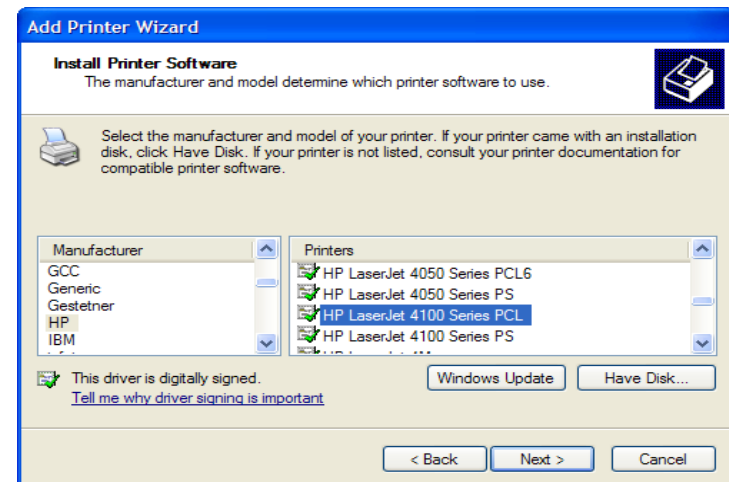 Add Printer Wizard
Install Printer Software
The manufacturer and model determine which printer software to use.
Select the manufacturer and model of your printer. If your printer came with an installation
disk, click Have Disk. If your printer is not listed, consult your printer documentation for
compatible printer software.
Manufacturer
GCC
Generic
Gestetner
HP
IBM
Printers
HP LaserJet 4050 Series PCL6
HP LaserJet 4050 Series PS
HP LaserJet 4100 Series PCL
HP LaserJet 4100 Series PS
This driver is digitally signed.
Tell me why driver signing is important
Windows Update
Have Disk...
< Back
Next >
Cancel